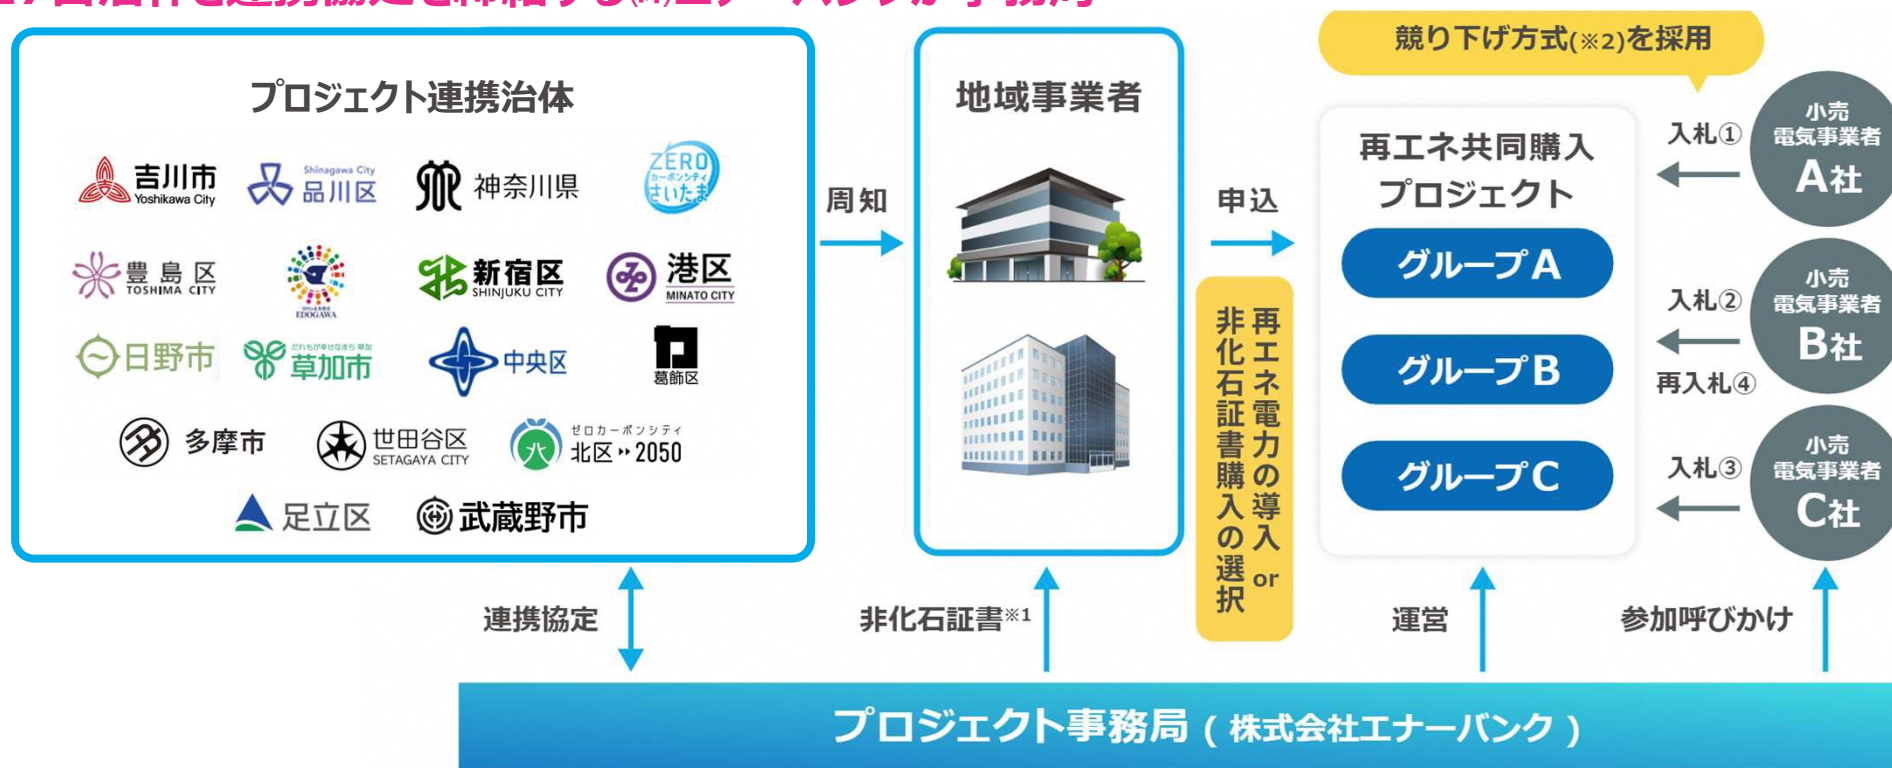 プロジェクト連携治体
吉川市
Yoshikawa City
Shinagawa City
品川区
神奈川県
ZERO
カーボンシティ
さいたま
豊島区
TOSHIMA CITY
EDOGAWA
新宿区
SHINJUKU CITY
港区
MINATO CITY
日野市
だれもが幸せなまち 草加
草加市
中央区
葛飾区
多摩市
世田谷区
SETAGAYA CITY
ゼロカーボンシティ
北区 2050
足立区
武蔵野市
周知
地域事業者
申込
再エネ電力の導入 or
非化石証書購入の選択
競り下げ方式(※2)を採用
再エネ共同購入
プロジェクト
グループA
グループB
グループC
入札①
小売
電気事業者
A社
入札②
再入札④
小売
電気事業者
B社
入札③
小売
電気事業者
C社
連携協定
非化石証書※1
運営
参加呼びかけ
プロジェクト事務局 ( 株式会社エナーバンク )